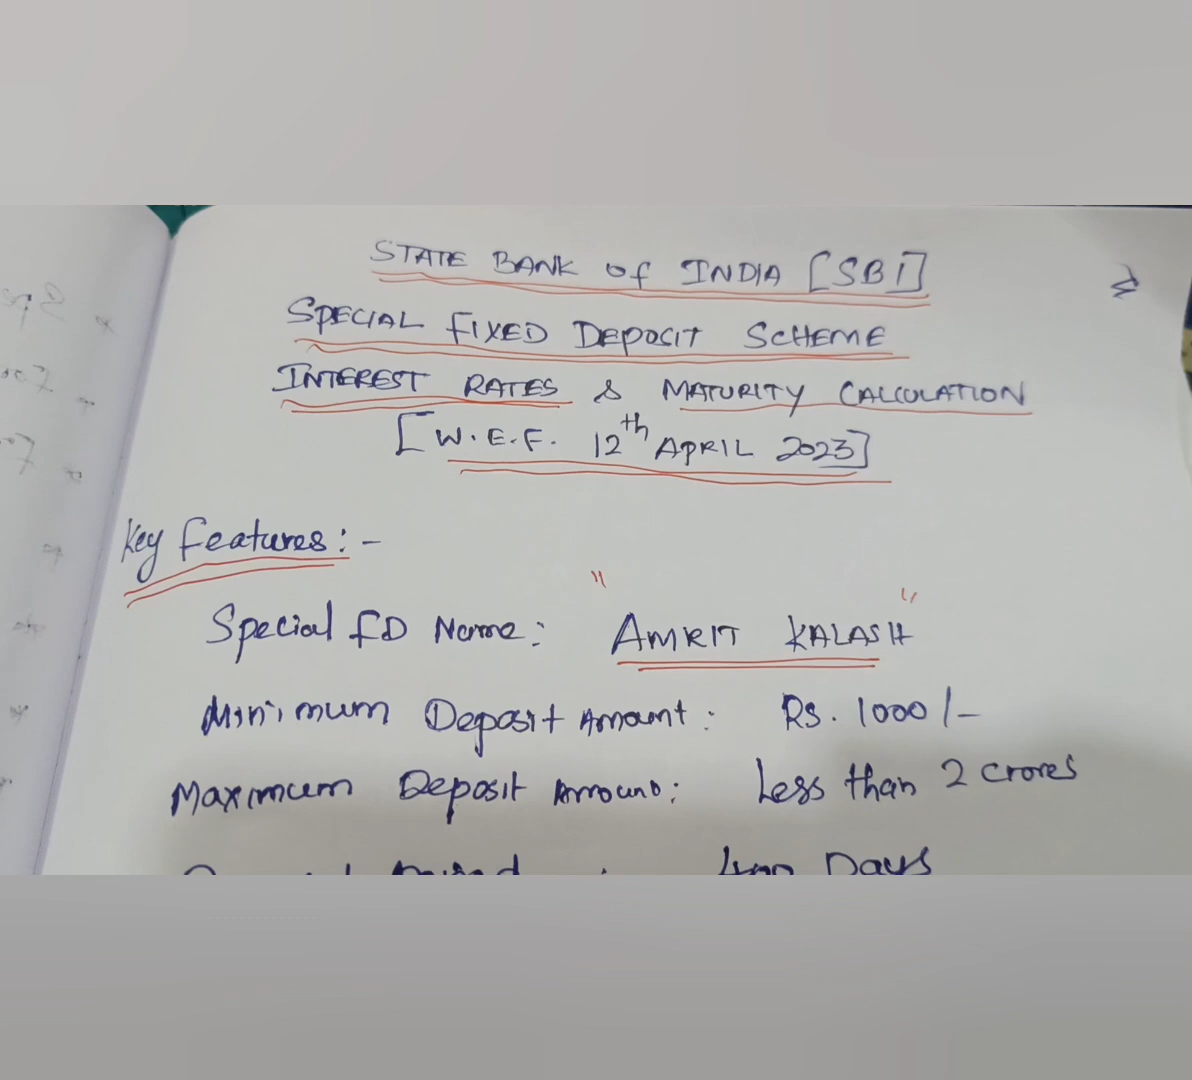 STATE BANK of INDIA [SBI]
SPECIAL FIXED DEPOSIT SCHEME
INTEREST RATES & MATURITY CALCULATION
[W.E.F. 12th APRIL 2023]
Key Features:-
Special FD Name: "AMRIT KALASH"
Minimum Deposit Amount: Rs. 1000/-
Maximum Deposit Amount: Less than 2 crores
Days